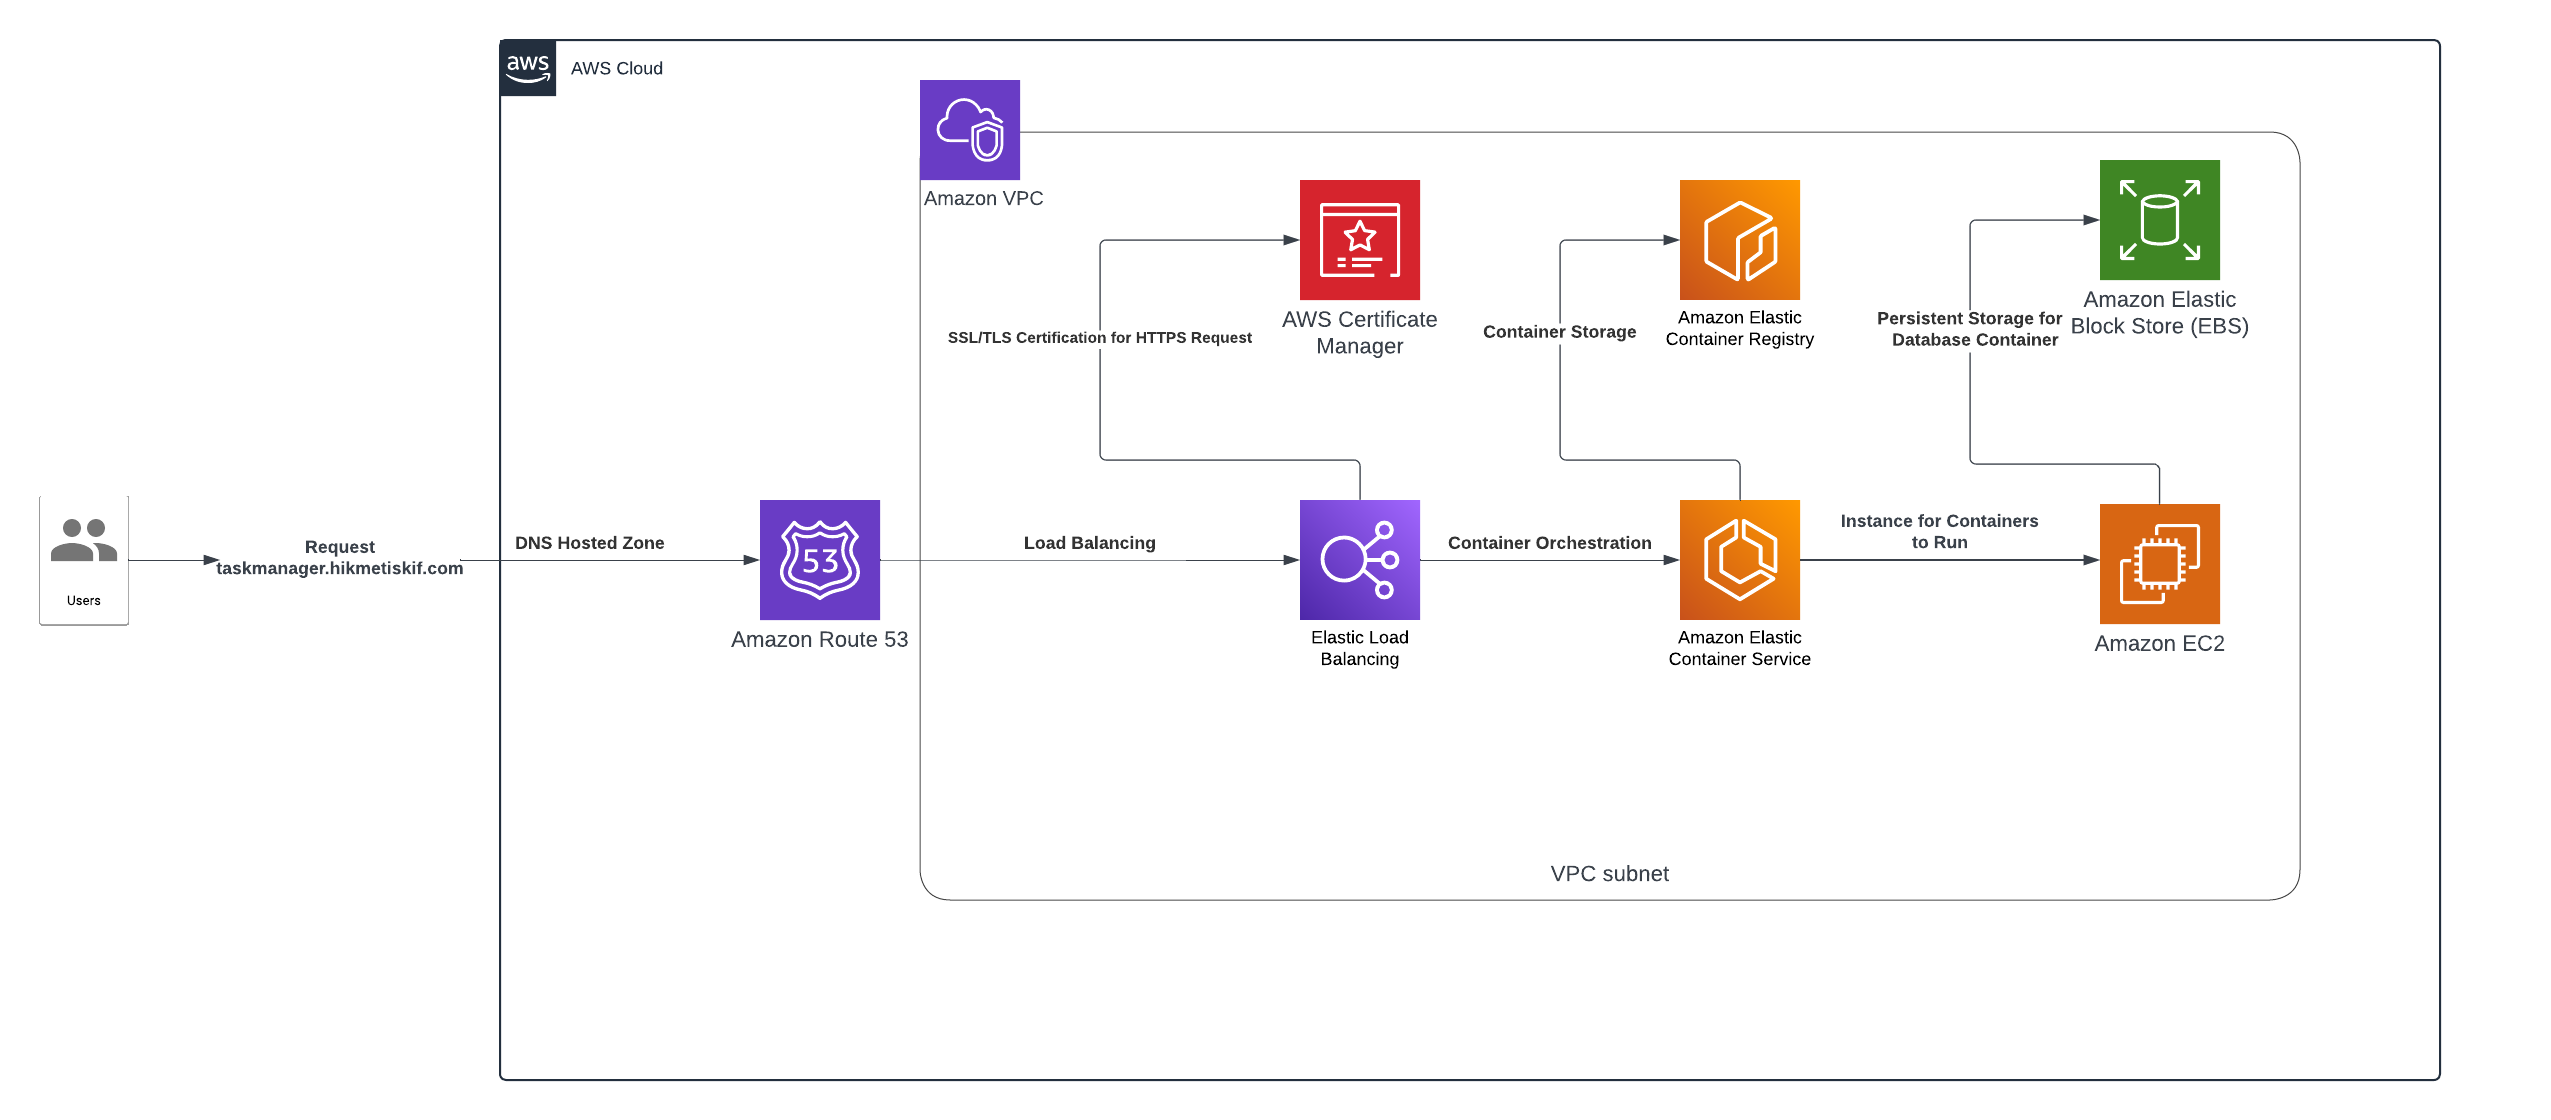 aws
AWS Cloud
Amazon VPC
AWS Certificate
Manager
Amazon Elastic
Container Registry
Amazon Elastic
Block Store (EBS)
SSL/TLS Certification for HTTPS Request
Container Storage
Persistent Storage for
Database Container
Users
Request
taskmanager.hikmetiskif.com
DNS Hosted Zone
53
Amazon Route 53
Load Balancing
Elastic Load
Balancing
Container Orchestration
Amazon Elastic
Container Service
Instance for Containers
to Run
Amazon EC2
VPC subnet